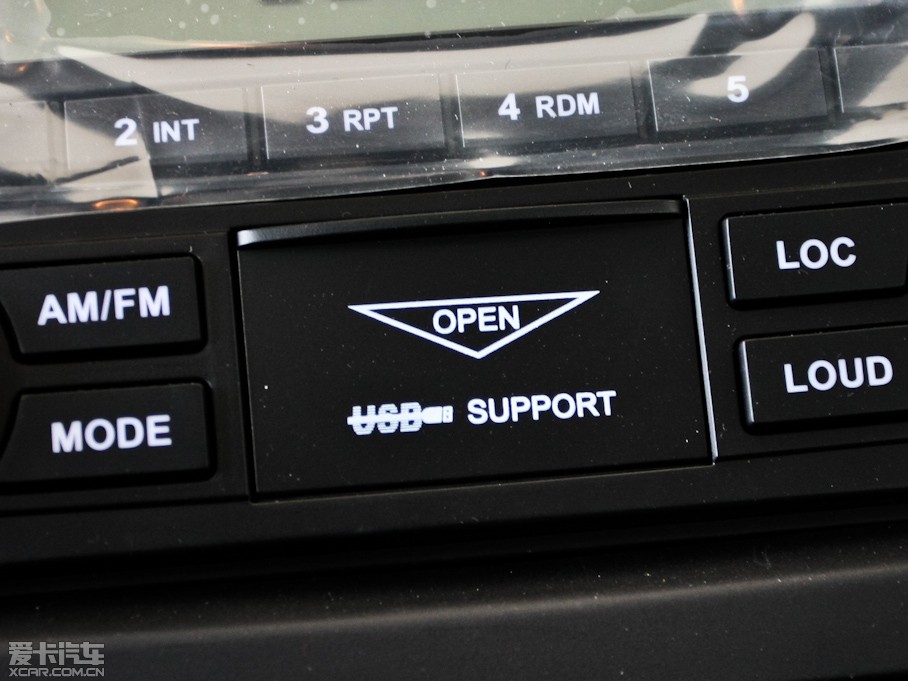 2 INT
3 RPT
4 RDM
5
AM/FM
OPEN
LOC
MODE
USB SUPPORT
LOUD
爱卡汽车
XCAR.COM.CN